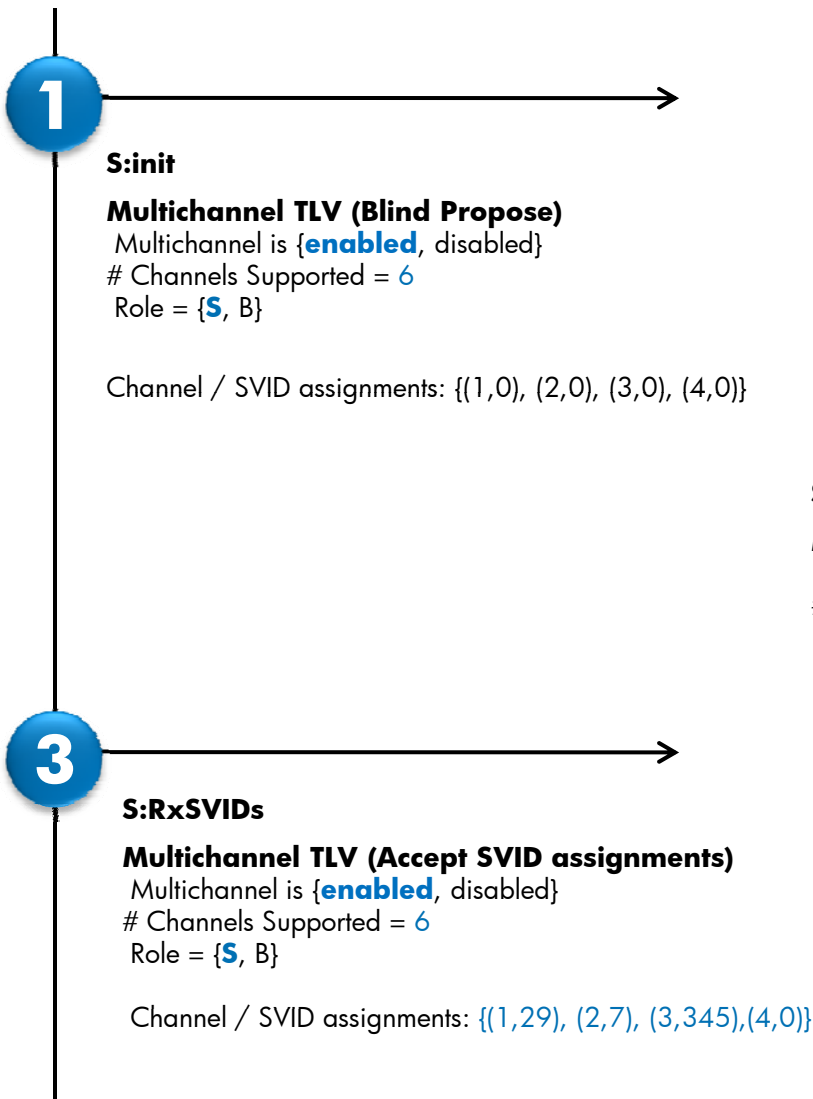 1
S:init
Multichannel TLV (Blind Propose)
Multichannel is {enabled, disabled}
# Channels Supported = 6
Role = {S, B}
Channel / SVID assignments: {(1,0), (2,0), (3,0), (4,0)}
3
S:RxSVIDs
Multichannel TLV (Accept SVID assignments)
Multichannel is {enabled, disabled}
# Channels Supported = 6
Role = {S, B}
Channel / SVID assignments: {(1,29), (2,7), (3,345),(4,0)}